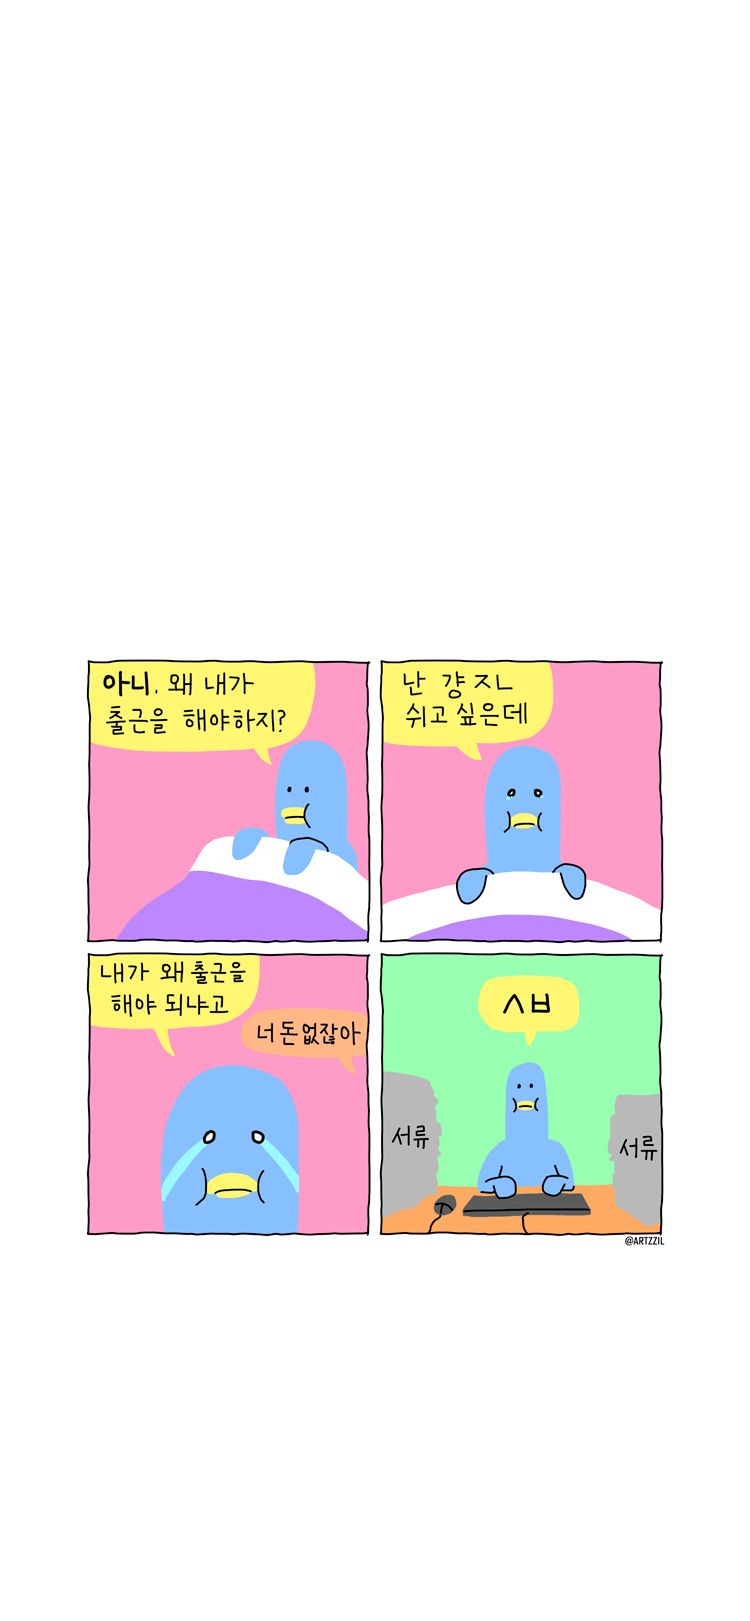 아니, 왜 내가
출근을 해야하지?
난 걍 ㅈㄴ
쉬고싶은데
내가 왜 출근을
해야 되냐고
너돈없잖아
ㅅㅂ
서류
서류
@ARTZZIL